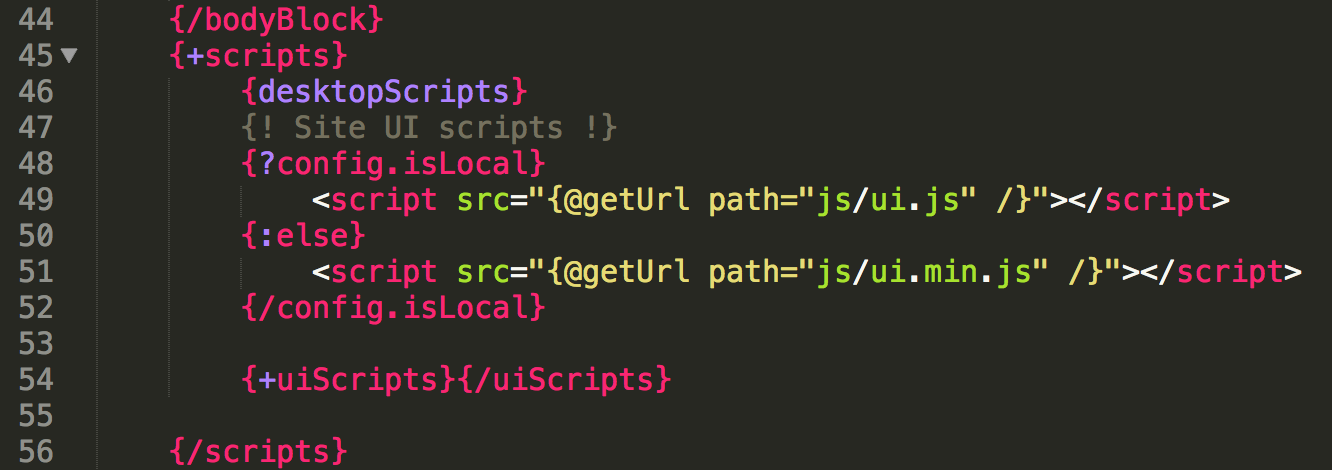 44 {/bodyBlock}
45 {+scripts}
46 {desktopScripts}
47 {! Site UI scripts !}
48 {?config.isLocal}
49 <script src="{@getUrl path="js/ui.js" /}"></script>
50 {:else}
51 <script src="{@getUrl path="js/ui.min.js" /}"></script>
52 {/config.isLocal}
53
54 {+uiScripts}{/uiScripts}
55
56 {/scripts}